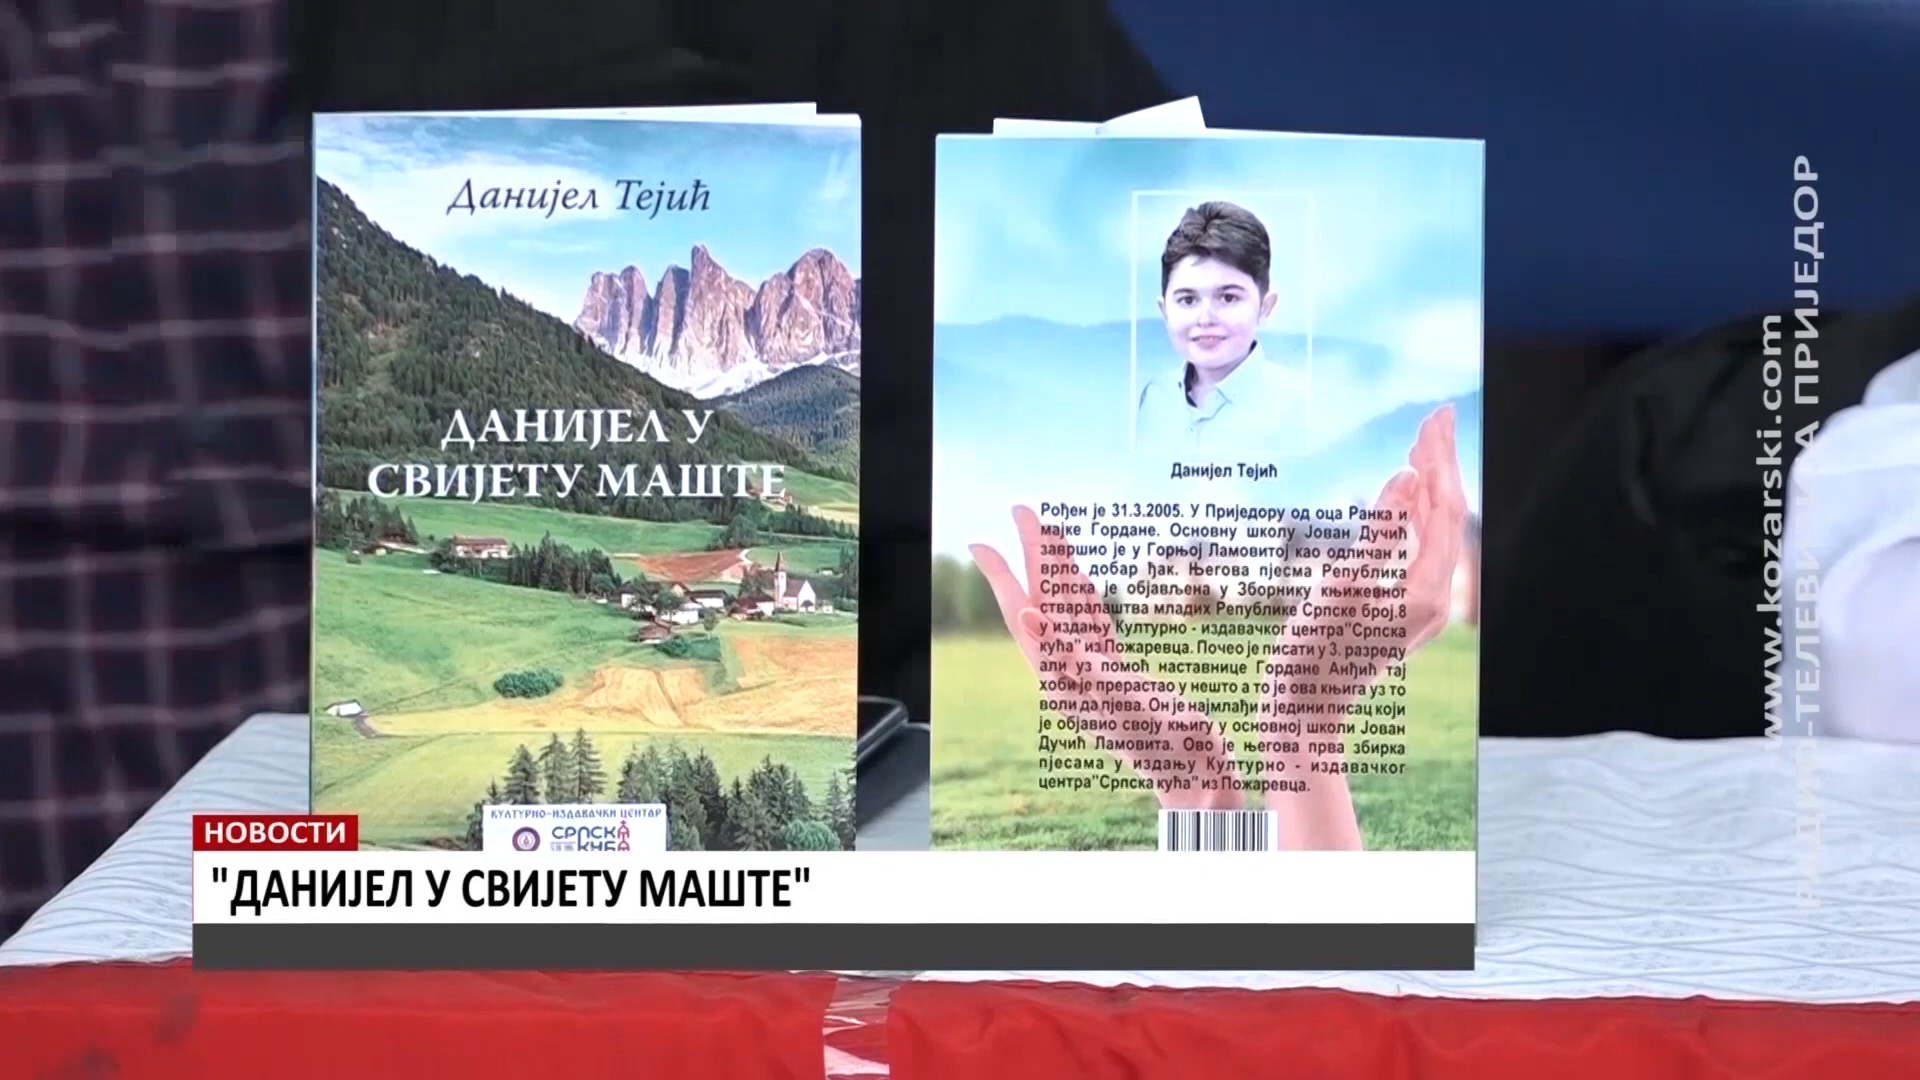 Данијел Тејић
ДАНИЈЕЛ У
СВИЈЕТУ МАШТЕ
КУЛТУРНО-ИЗДАВАЧКИ ЦЕНТАР
СРПСКА
КУЋА
Данијел Тејић
Рођен је 31.3.2005. У Приједору од оца Ранка и
мајке Гордане. Основну школу Јован Дучић
завршио је у Горњој Ламовитој као одличан и
врло добар ђак. Његова пјесма Република
Српска је објављена у Зборнику књижевног
стваралаштва младих Републике Српске број.8
у издању Културно - издавачког центра"Српска
кућа" из Пожаревца. Почео је писати у 3. разреду
али уз помоћ наставнице Гордане Анђић тај
хоби је прерастао у нешто а то је ова књига уз то
воли да пјева. Он је најмлађи и једини писац који
је објавио своју књигу у основној школи Јован
Дучић Ламовита. Ово је његова прва збирка
пјесама у издању Културно - издавачког
центра"Српска кућа" из Пожаревца.
НОВОСТИ
"ДАНИЈЕЛ У СВИЈЕТУ МАШТЕ"
www.kozarski.com
ПРИЈЕДОР